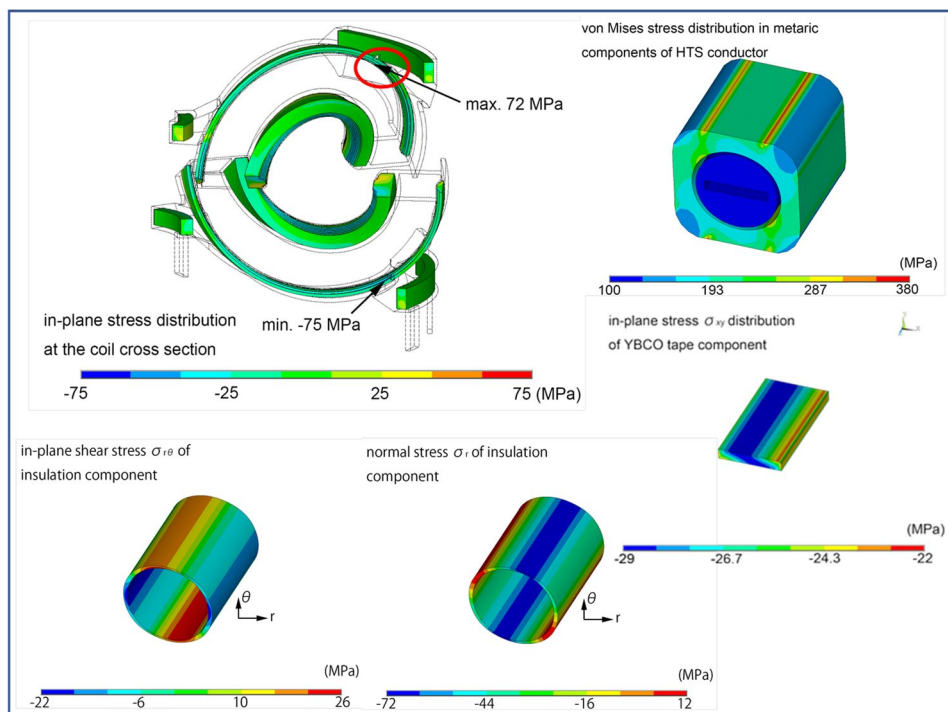 max. 72 MPa
min. -75 MPa
in-plane stress distribution
at the coil cross section
-75 -25 25 75 (MPa)
von Mises stress distribution in metaric
components of HTS conductor
(MPa)
100 193 287 380
in-plane stress σxy distribution
of YBCO tape component
(MPa)
-29 -26.7 -24.3 -22
in-plane shear stress σrθ of
insulation component
θ
r
(MPa)
-22 -6 10 26
normal stress σr of insulation
component
θ
r
(MPa)
-72 -44 -16 12